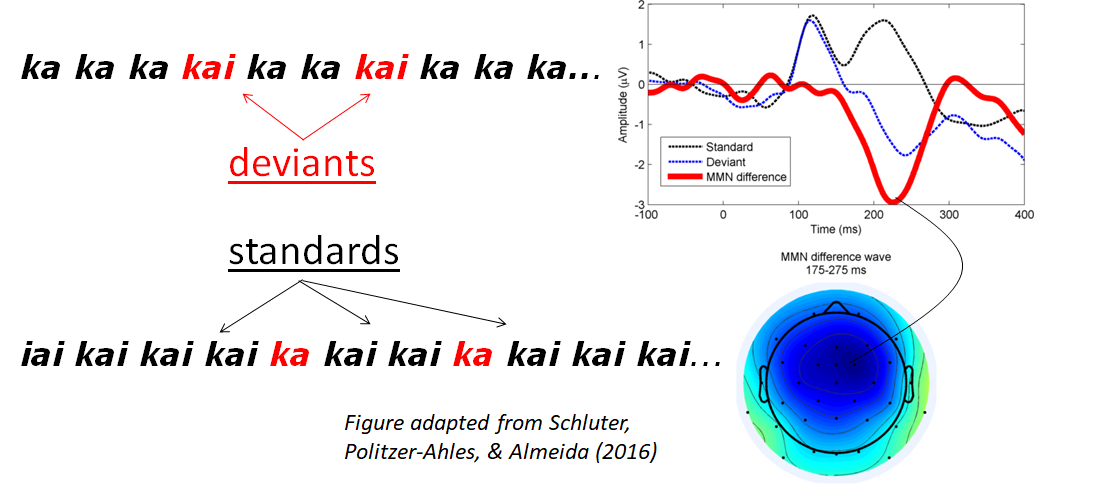 ka ka ka kai ka ka kai ka ka ka...
deviants
standards
iai kai kai kai ka kai kai ka kai kai kai...
Figure adapted from Schluter,
Politzer-Ahles, & Almeida (2016)
2
1
0
-1
-2
-3
Amplitude (µV)
Standard
Deviant
MMN difference
-100
0
100
200
300
400
Time (ms)
MMN difference wave
175-275 ms